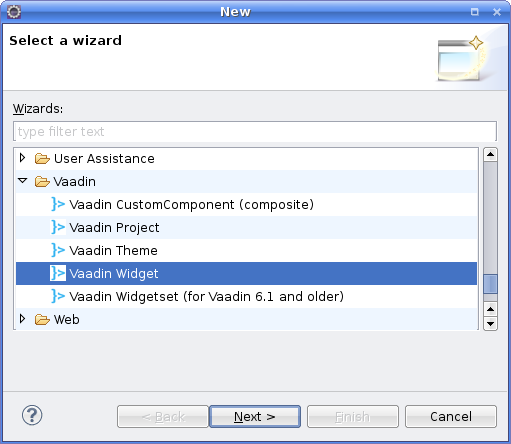 New
Select a wizard
Wizards:
type filter text
User Assistance
Vaadin
Vaadin CustomComponent (composite)
Vaadin Project
Vaadin Theme
Vaadin Widget
Vaadin Widgetset (for Vaadin 6.1 and older)
Web
? < Back Next > Finish Cancel